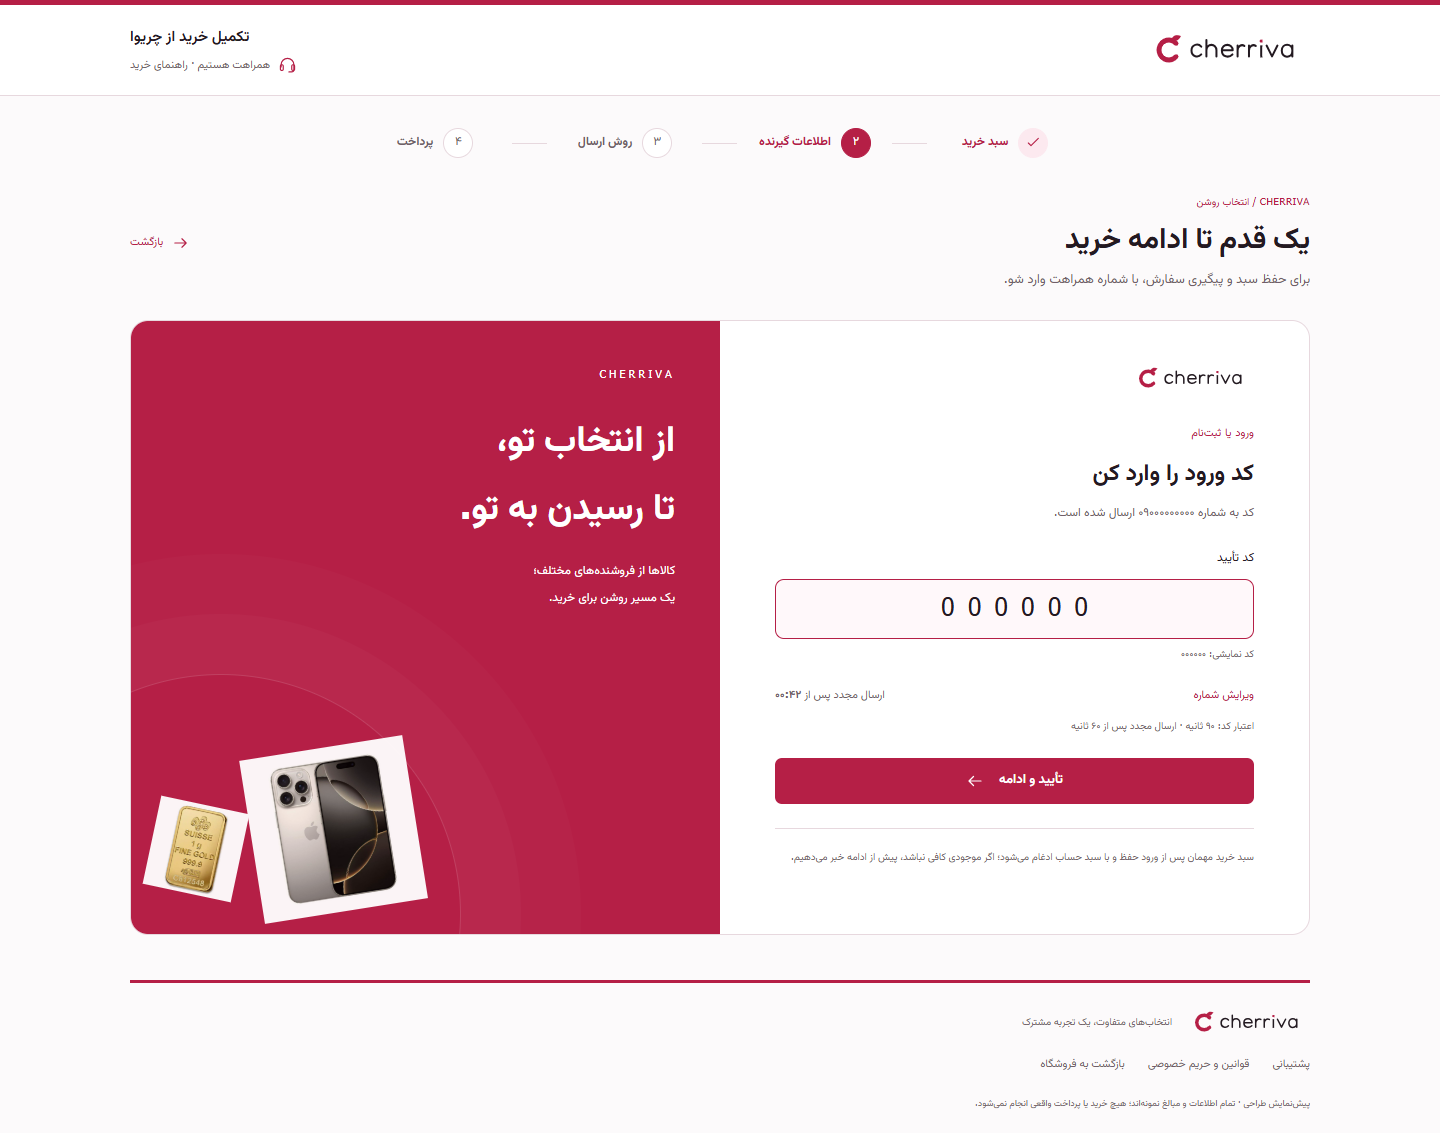 cherriva
تکمیل خرید از چریوا
همراهت هستیم · راهنمای خرید
سبد خرید
۲ اطلاعات گیرنده
۳ روش ارسال
۴ پرداخت
CHERRIVA / انتخاب روشن
یک قدم تا ادامه خرید
بازگشت
برای حفظ سبد و پیگیری سفارش، با شماره همراهت وارد شو.
cherriva
ورود یا ثبت‌نام
کد ورود را وارد کن
کد به شماره ۰۹۰۰۰۰۰۰۰۰۰ ارسال شده است.
کد تأیید
000000
کد نمایشی: ۰۰۰۰۰۰
ویرایش شماره
ارسال مجدد پس از ۰۰:۴۲
اعتبار کد: ۹۰ ثانیه · ارسال مجدد پس از ۶۰ ثانیه
تأیید و ادامه
سبد خرید مهمان پس از ورود حفظ و با سبد حساب ادغام می‌شود؛ اگر موجودی کافی نباشد، پیش از ادامه خبر می‌دهیم.
CHERRIVA
از انتخاب تو،
تا رسیدن به تو.
کالاها از فروشنده‌های مختلف؛
یک مسیر روشن برای خرید.
SUISSE
1 g
FINE GOLD
999.9
cherriva
انتخاب‌های متفاوت، یک تجربه مشترک
پشتیبانی
قوانین و حریم خصوصی
بازگشت به فروشگاه
پیش‌نمایش طراحی · تمام اطلاعات و مبالغ نمونه‌اند؛ هیچ خرید یا پرداخت واقعی انجام نمی‌شود.